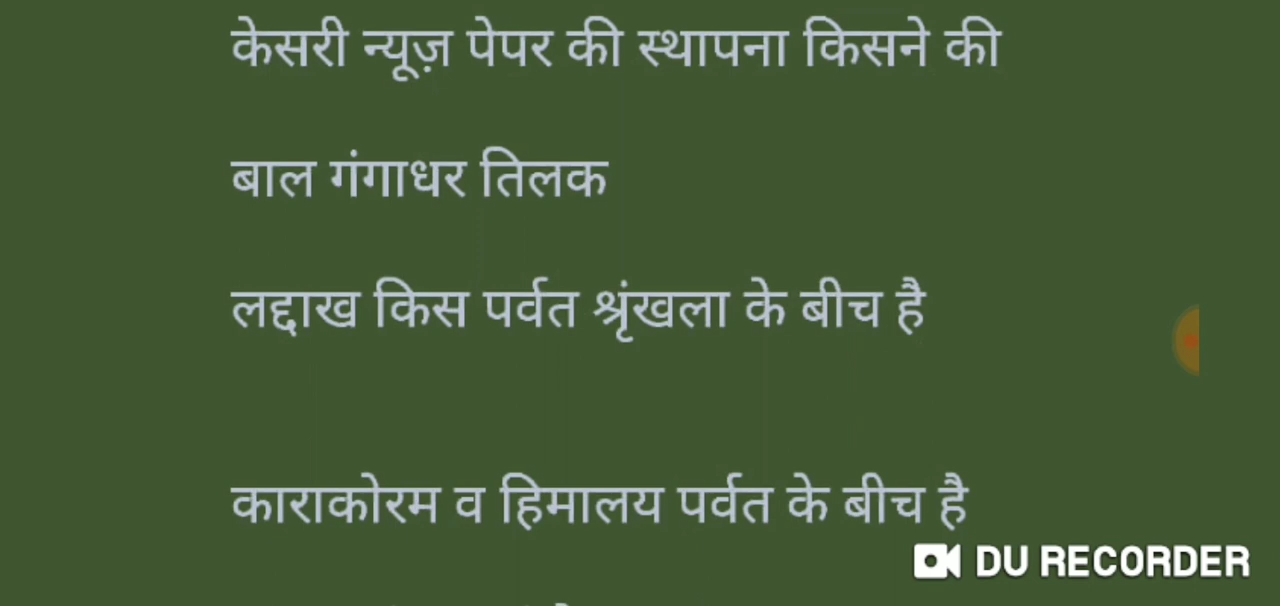 केसरी न्यूज़ पेपर की स्थापना किसने की
बाल गंगाधर तिलक
लद्दाख किस पर्वत श्रृंखला के बीच है
काराकोरम व हिमालय पर्वत के बीच है
DU RECORDER